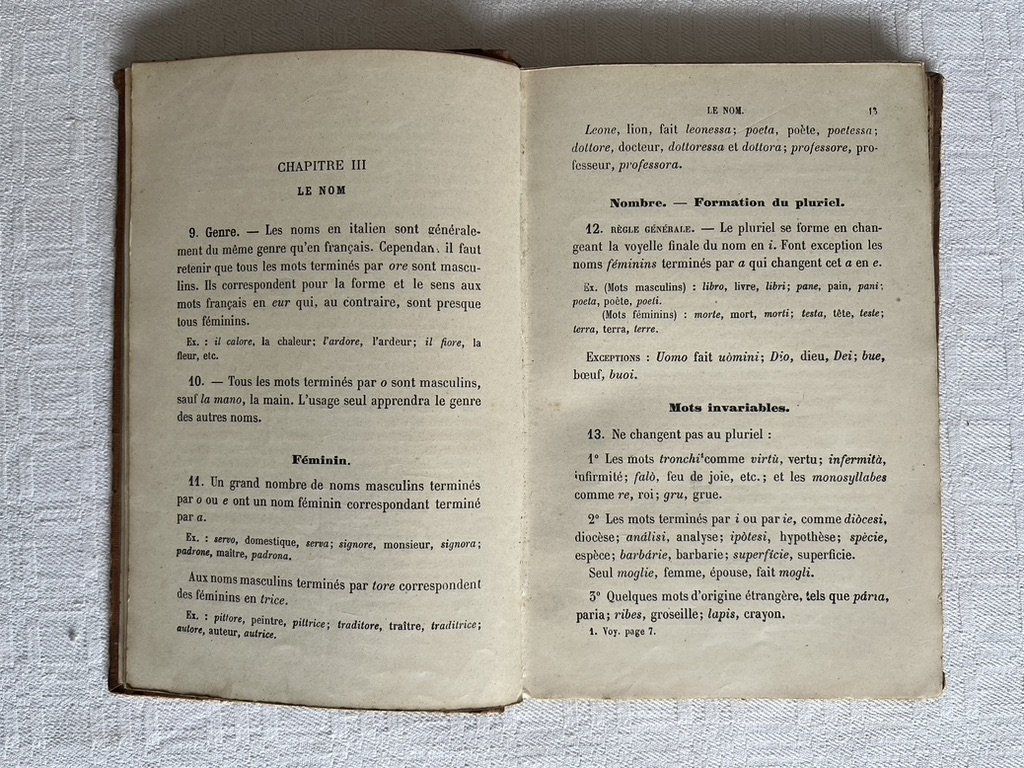 CHAPITRE III
LE NOM
9. Genre. — Les noms en italien sont générale-
ment du même genre qu'en français. Cependan. il faut
retenir que tous les mots terminés par ore sont mascu-
lins. Ils correspondent pour la forme et le sens aux
mots français en eur qui, au contraire, sont presque
tous féminins.
Ex. : il calore, la chaleur; l'ardore, l'ardeur; il fiore, la
fleur, etc.
10. — Tous les mots terminés par o sont masculins,
sauf la mano, la main. L'usage seul apprendra le genre
des autres noms.
Féminin.
11. Un grand nombre de noms masculins terminés
par o ou e ont un nom féminin correspondant terminé
par a.
Ex. : servo, domestique, serva; signore, monsieur, signora;
padrone, maître, padrona.
Aux noms masculins terminés par tore correspondent
des féminins en trice.
Ex. : pittore, peintre, pittrice; traditore, traître, traditrice;
autore, auteur, autrice.
LE NOM. 13
Leone, lion, fait leonessa; poeta, poète, poetessa;
dottore, docteur, dottoressa et dottora; professore, pro-
fesseur, professora.
Nombre. — Formation du pluriel.
12. RÈGLE GÉNÉRALE. — Le pluriel se forme en chan-
geant la voyelle finale du nom en i. Font exception les
noms féminins terminés par a qui changent cet a en e.
Ex. (Mots masculins) : libro, livre, libri; pane, pain, pani;
poeta, poète, poeti.
(Mots féminins) : morte, mort, morti; testa, tête, teste;
terra, terra, terre.
EXCEPTIONS : Uomo fait uòmini; Dio, dieu, Dei; bue,
bœuf, buoi.
Mots invariables.
13. Ne changent pas au pluriel :
1° Les mots tronchi¹ comme virtù, vertu; infermità,
infirmité; falò, feu de joie, etc.; et les monosyllabes
comme re, roi; gru, grue.
2° Les mots terminés par i ou par ie, comme diòcesi,
diocèse; anàlisi, analyse; ipòtesi, hypothèse; spècie,
espèce; barbárie, barbarie; superficie, superficie.
Seul moglie, femme, épouse, fait mogli.
3° Quelques mots d'origine étrangère, tels que pária,
paria; ribes, groseille; lapis, crayon.
1. Voy. page 7.